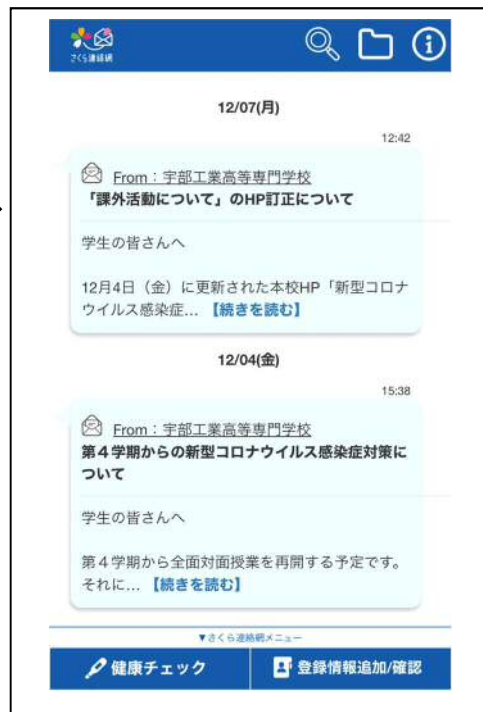 さくら連絡網
12/07(月)
12:42
From：宇部工業高等専門学校
「課外活動について」のHP訂正について
学生の皆さんへ
12月4日（金）に更新された本校HP「新型コロナ
ウイルス感染症... 【続きを読む】
12/04(金)
15:38
From：宇部工業高等専門学校
第４学期からの新型コロナウイルス感染症対策に
ついて
学生の皆さんへ
第４学期から全面対面授業を再開する予定です。
それに... 【続きを読む】
▼さくら連絡網メニュー
健康チェック
登録情報追加/確認